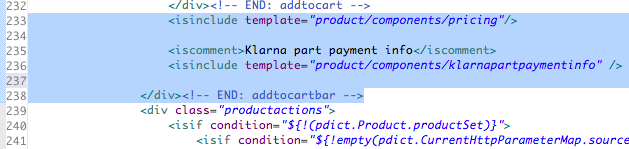 232 </div><!-- END: addtocart -->
233 <isinclude template="product/components/pricing"/>
234
235 <iscomment>Klarna part payment info</iscomment>
236 <isinclude template="product/components/klarnapartpaymentinfo" />
237
238 </div><!-- END: addtocartbar -->
239 <div class="productactions">
240 <isif condition="${!(pdict.Product.productSet)}">
241 <isif condition="${!empty(pdict.CurrentHttpParameterMap.source